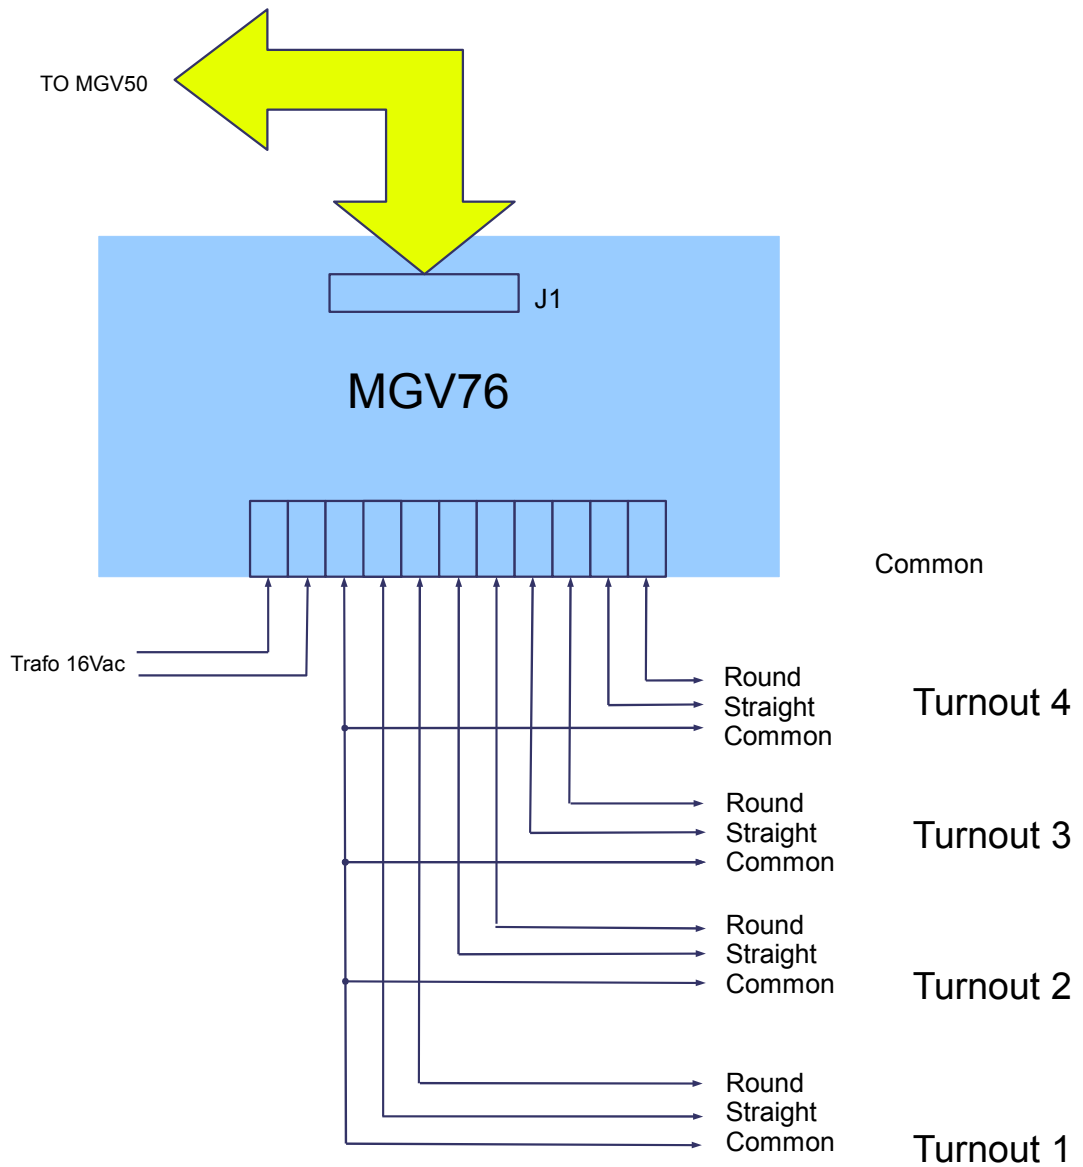 TO MGV50
J1
MGV76
Common
Trafo 16Vac
Round
Straight
Common
Turnout 4
Round
Straight
Common
Turnout 3
Round
Straight
Common
Turnout 2
Round
Straight
Common
Turnout 1